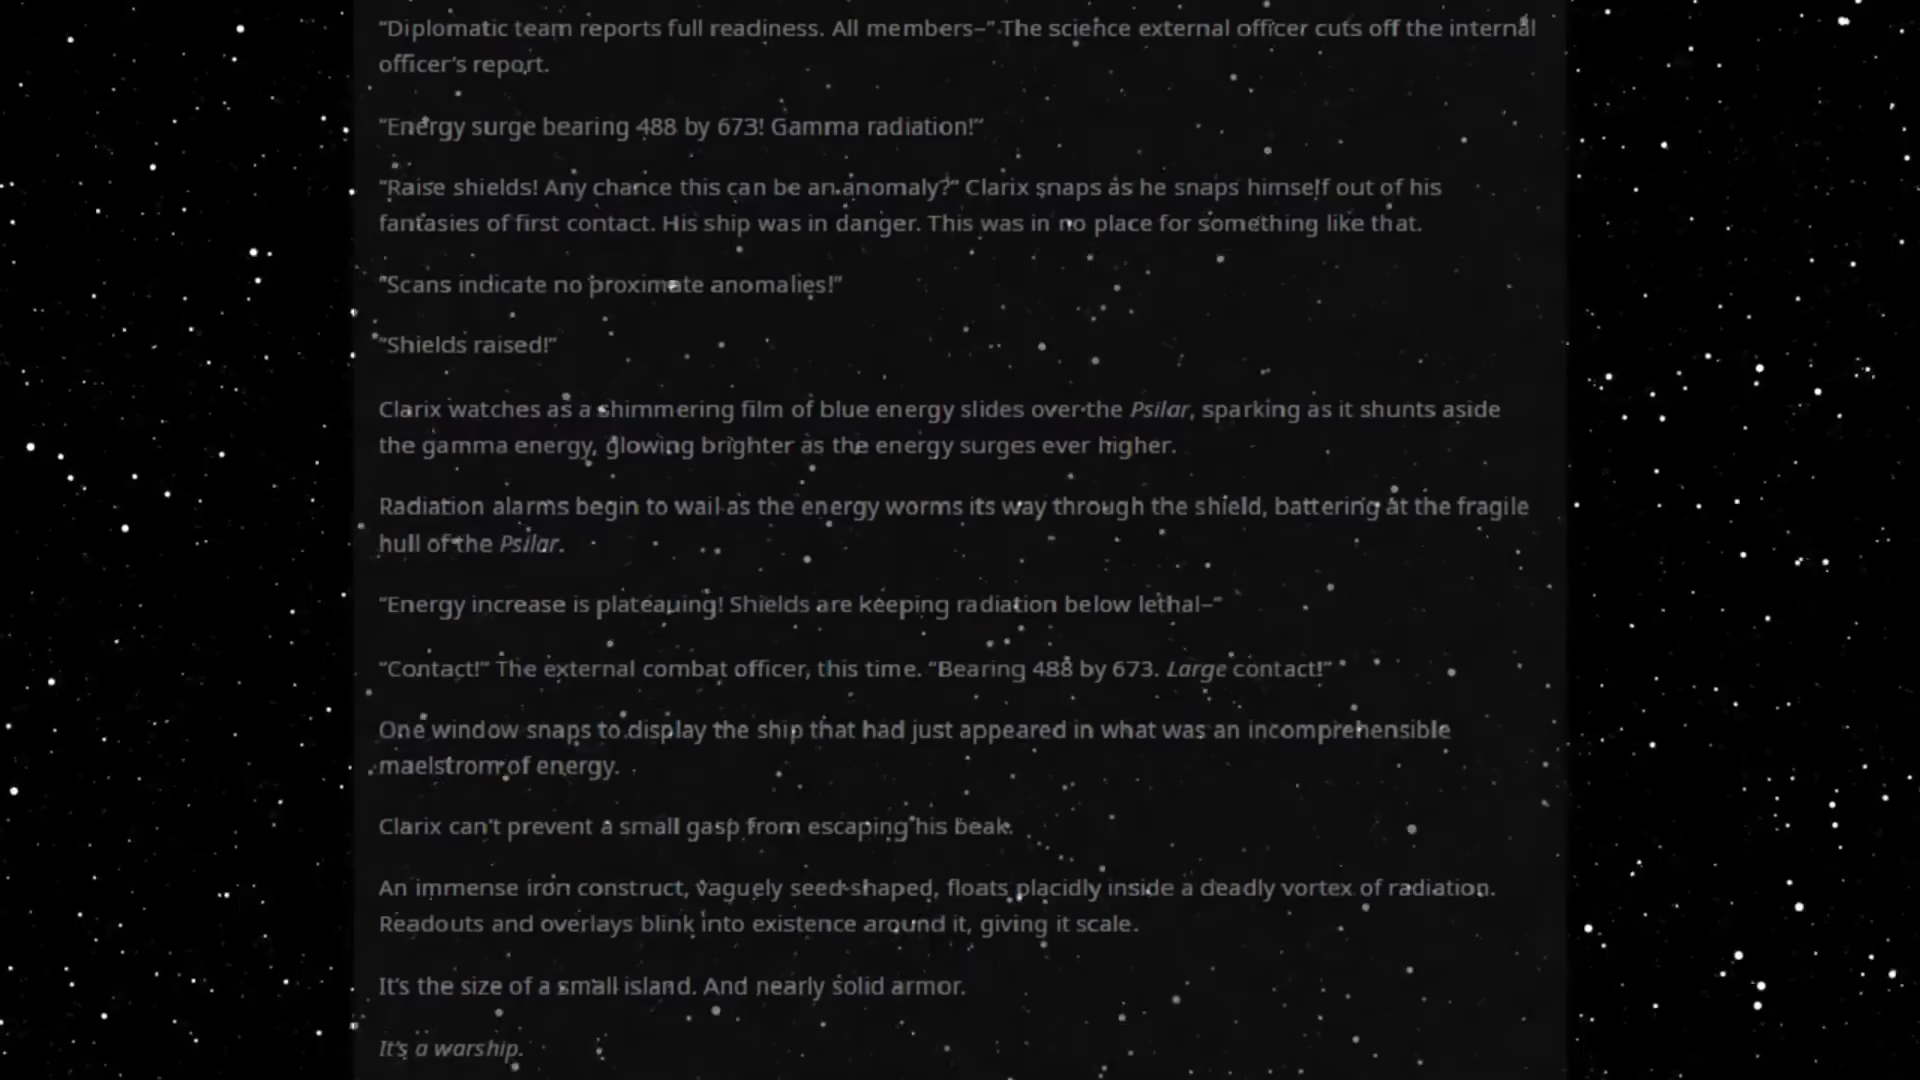 “Diplomatic team reports full readiness. All members–” The science external officer cuts off the internal
officer’s report.
“Energy surge bearing 488 by 673! Gamma radiation!”
“Raise shields! Any chance this can be an anomaly?” Clarix snaps as he snaps himself out of his
fantasies of first contact. His ship was in danger. This was in no place for something like that.
“Scans indicate no proximate anomalies!”
“Shields raised!”
Clarix watches as a shimmering film of blue energy slides over the Psilar, sparking as it shunts aside
the gamma energy, glowing brighter as the energy surges ever higher.
Radiation alarms begin to wail as the energy worms its way through the shield, battering at the fragile
hull of the Psilar.
“Energy increase is plateauing! Shields are keeping radiation below lethal–”
“Contact!” The external combat officer, this time. “Bearing 488 by 673. Large contact!”
One window snaps to display the ship that had just appeared in what was an incomprehensible
maelstrom of energy.
Clarix can’t prevent a small gasp from escaping his beak.
An immense iron construct, vaguely seed-shaped, floats placidly inside a deadly vortex of radiation.
Readouts and overlays blink into existence around it, giving it scale.
It’s the size of a small island. And nearly solid armor.
It’s a warship.